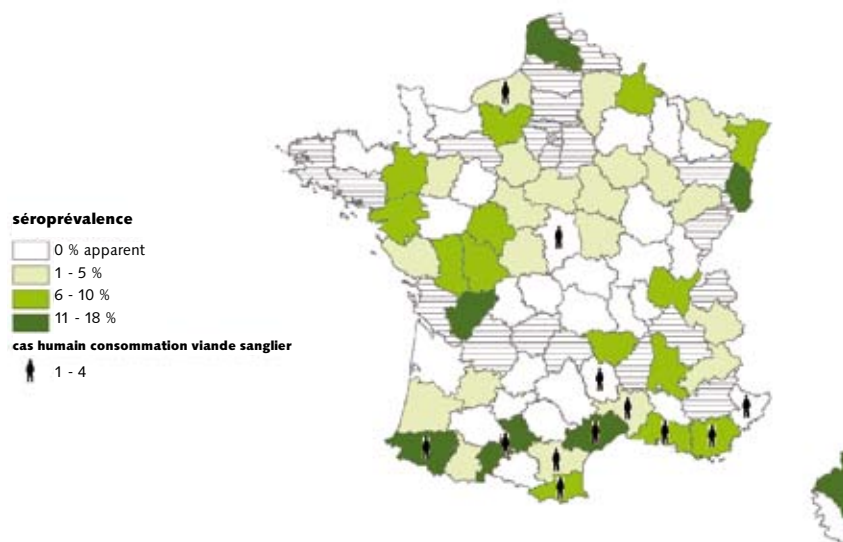 séroprévalence
0 % apparent
1 - 5 %
6 - 10 %
11 - 18 %
cas humain consommation viande sanglier
1 - 4